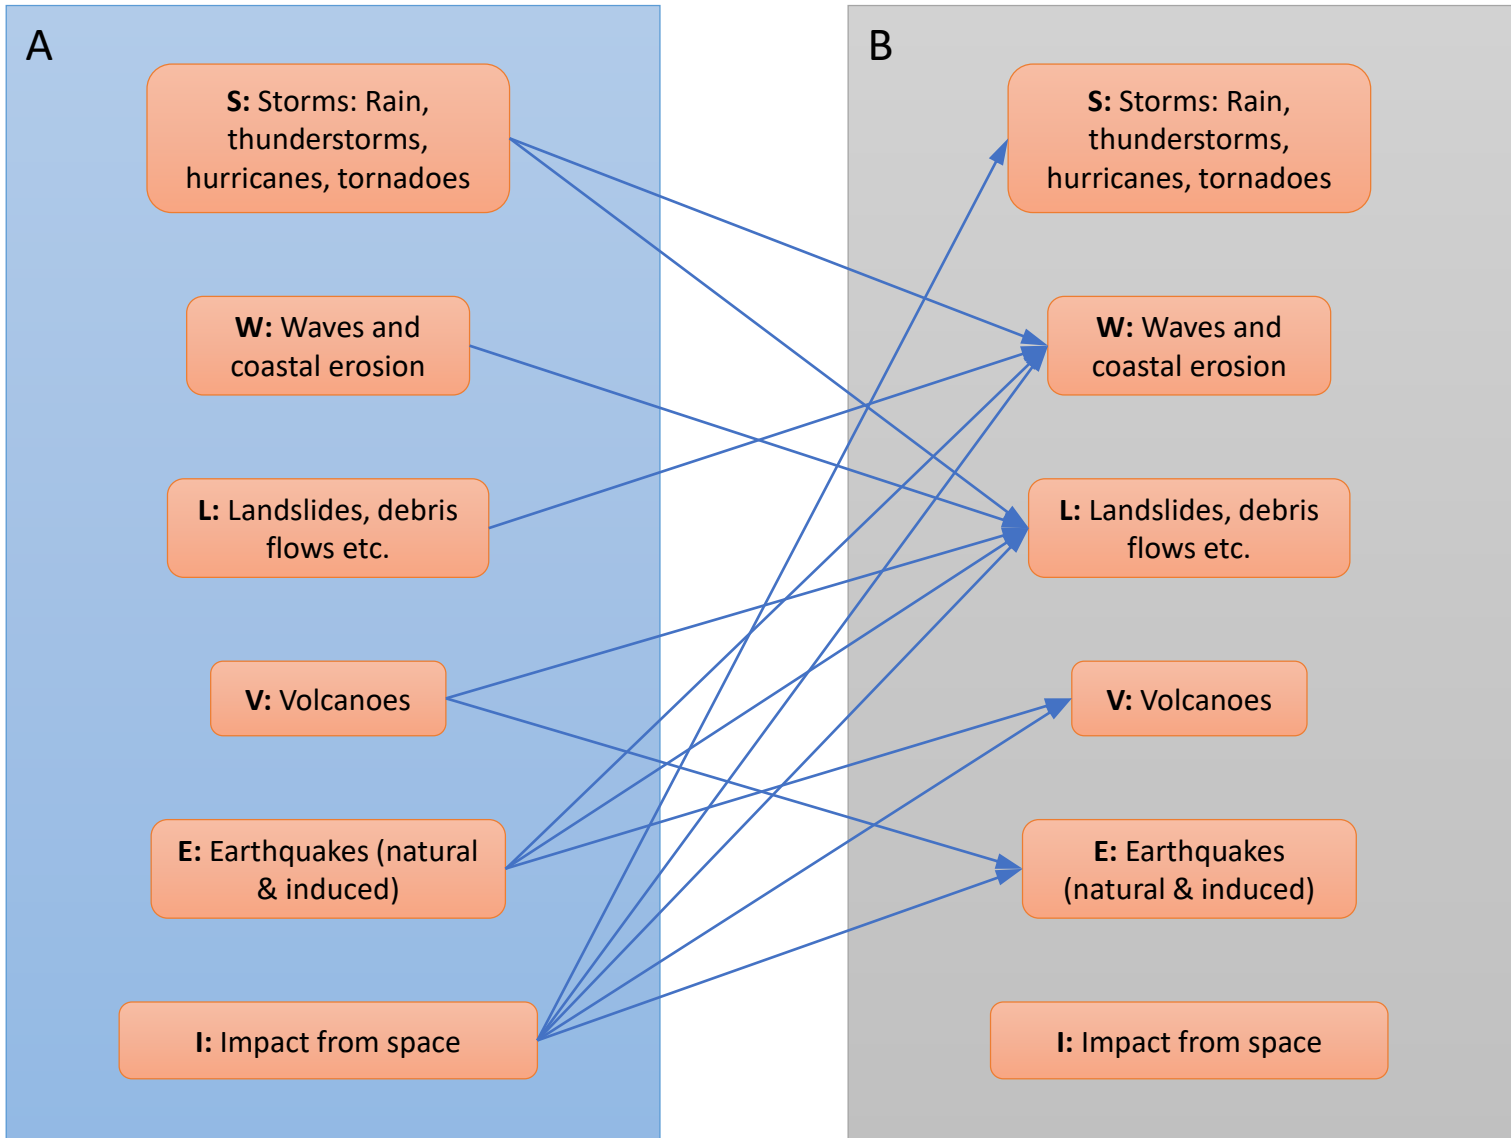 A
S: Storms: Rain,
thunderstorms,
hurricanes, tornadoes
W: Waves and
coastal erosion
L: Landslides, debris
flows etc.
V: Volcanoes
E: Earthquakes (natural
& induced)
I: Impact from space
B
S: Storms: Rain,
thunderstorms,
hurricanes, tornadoes
W: Waves and
coastal erosion
L: Landslides, debris
flows etc.
V: Volcanoes
E: Earthquakes
(natural & induced)
I: Impact from space